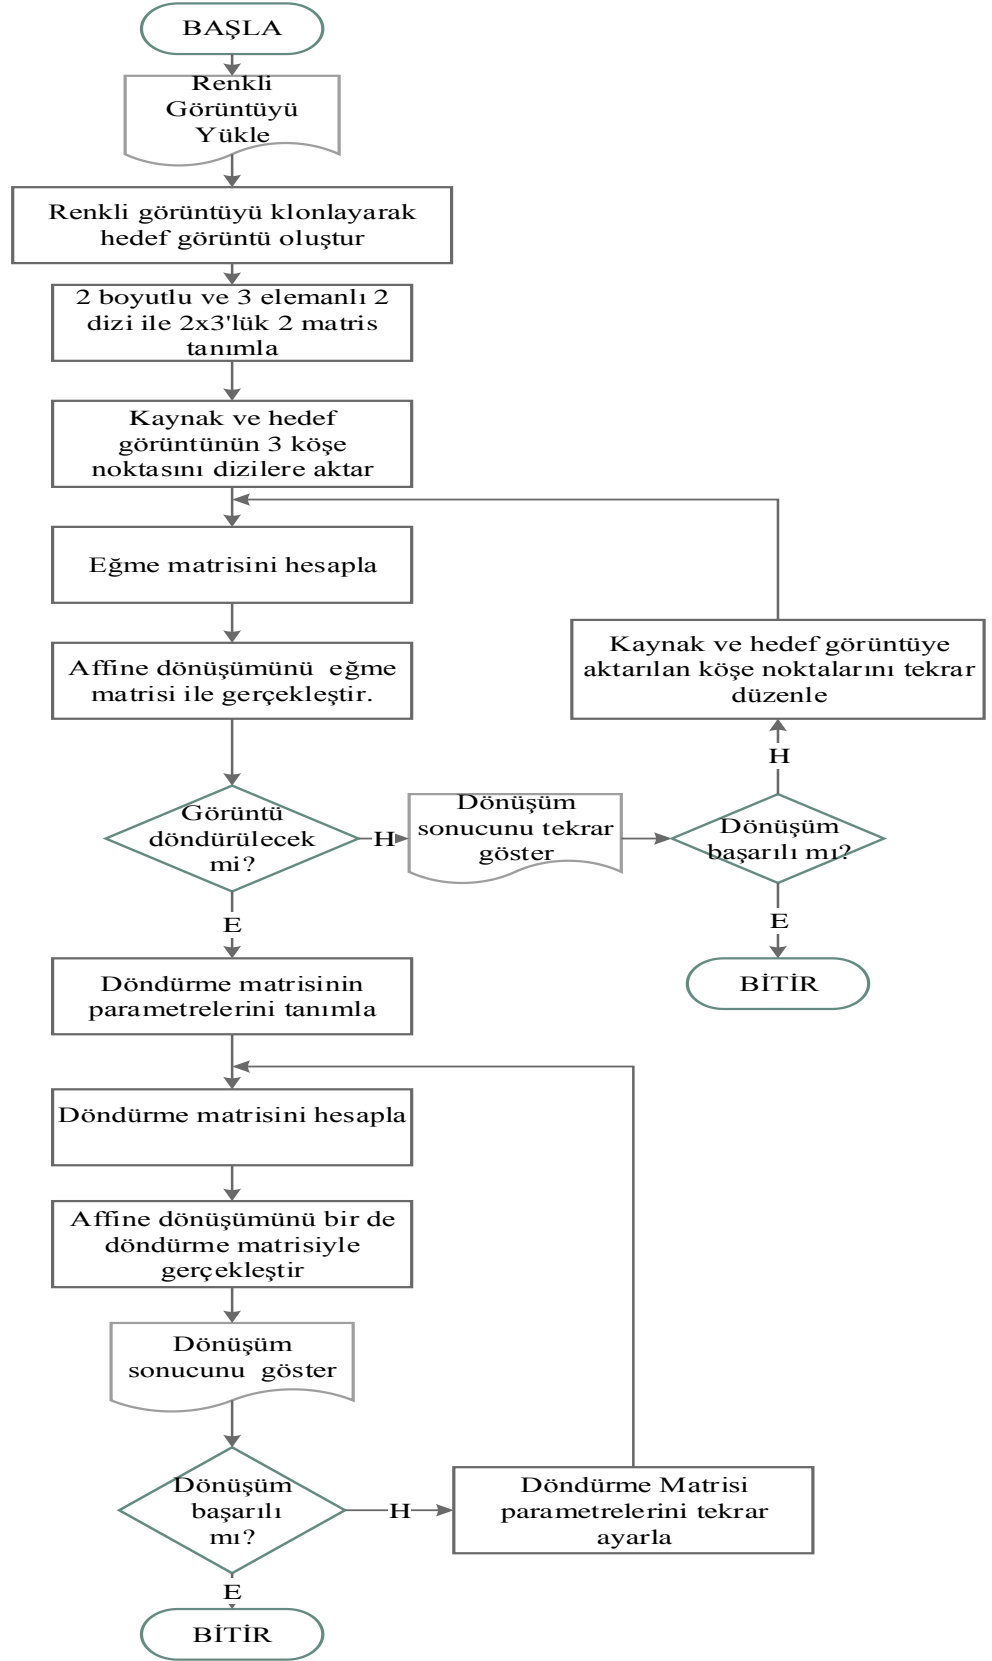 BAŞLA
Renkli
Görüntüyü
Yükle
Renkli görüntüyü klonlayarak
hedef görüntü oluştur
2 boyutlu ve 3 elemanlı 2
dizi ile 2x3'lük 2 matris
tanımla
Kaynak ve hedef
görüntünün 3 köşe
noktasını dizilere aktar
Eğme matrisini hesapla
Affine dönüşümünü  eğme
matrisi ile gerçekleştir.
Kaynak ve hedef görüntüye
aktarılan köşe noktalarını tekrar
düzenle
H
Görüntü
döndürülecek
mi?
H
Dönüşüm
sonucunu tekrar
göster
Dönüşüm
başarılı mı?
E
E
BİTİR
Döndürme matrisinin
parametrelerini tanımla
Döndürme matrisini hesapla
Affine dönüşümünü bir de
döndürme matrisiyle
gerçekleştir
Dönüşüm
sonucunu  göster
Dönüşüm
başarılı
mı?
H
Döndürme Matrisi
parametrelerini tekrar
ayarla
E
BİTİR